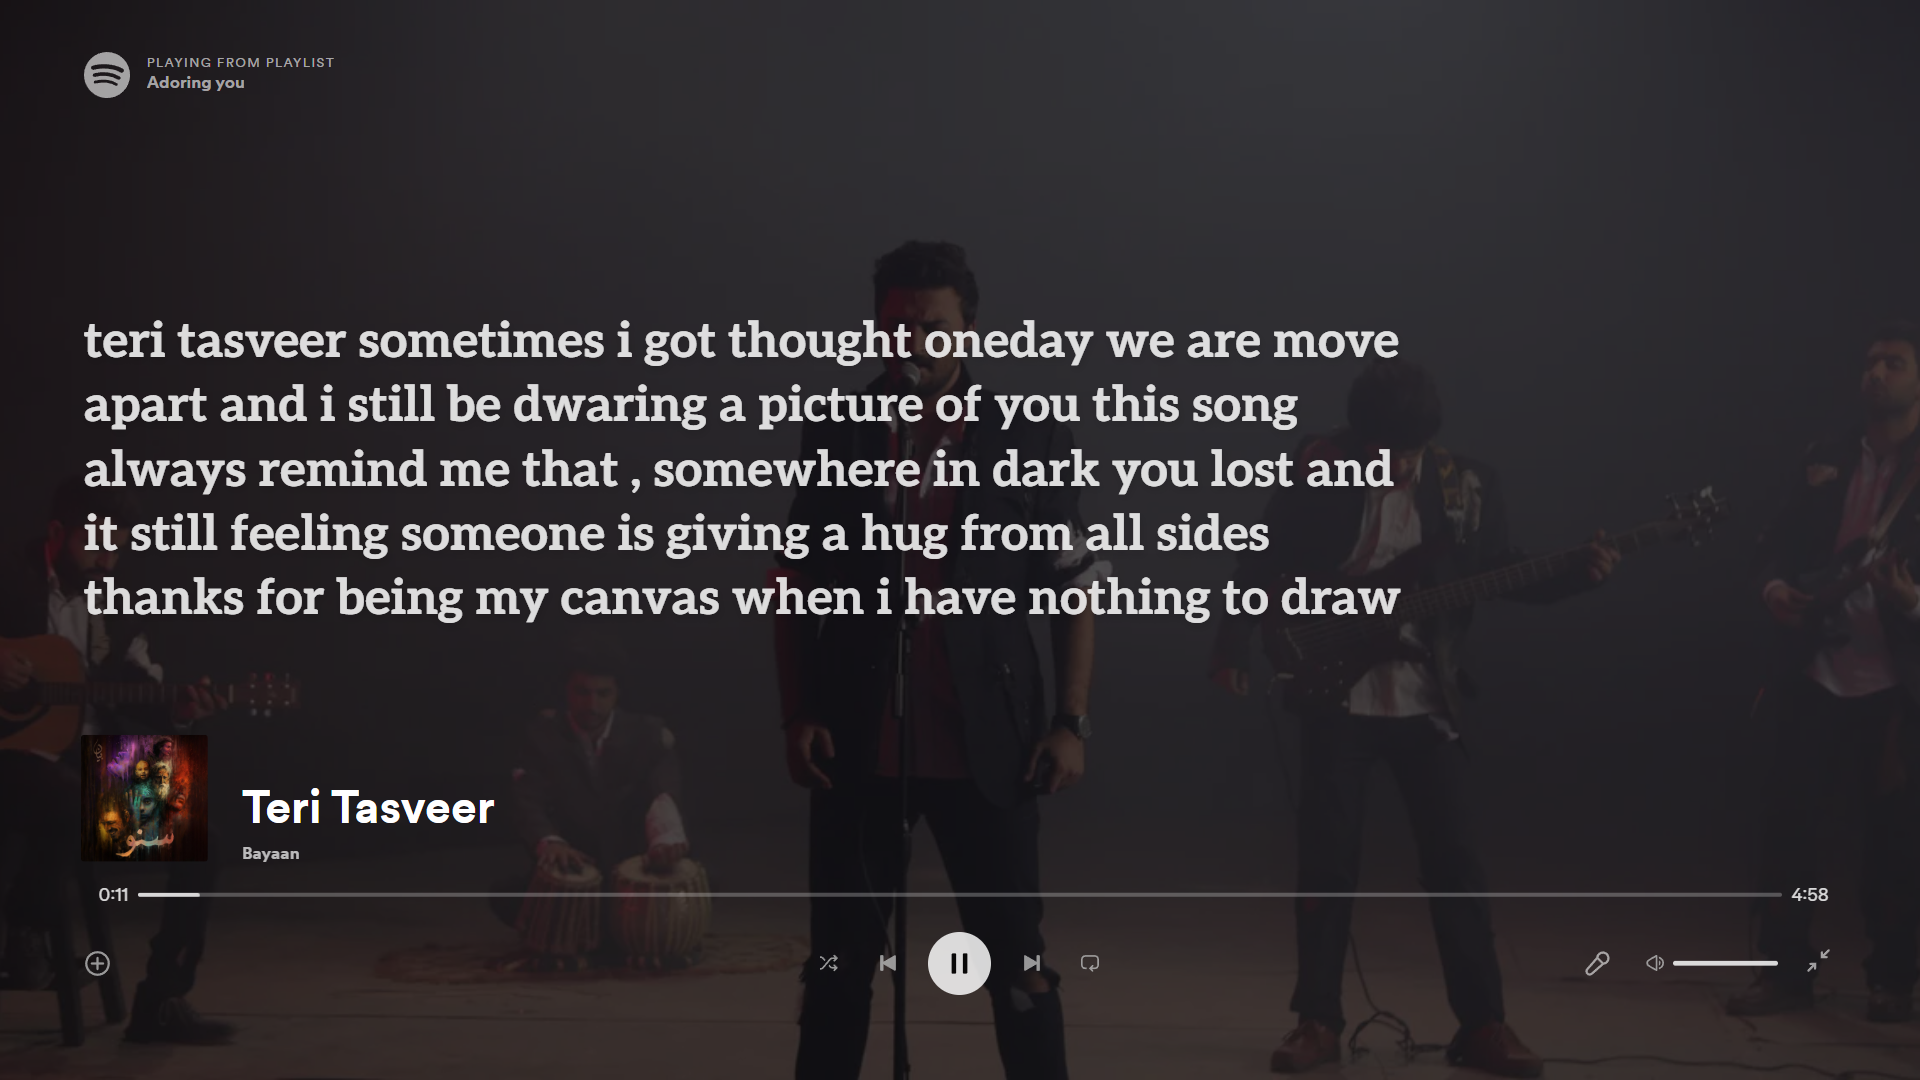 PLAYING FROM PLAYLIST
Adoring you
teri tasveer sometimes i got thought oneday we are move
apart and i still be dwaring a picture of you this song
always remind me that , somewhere in dark you lost and
it still feeling someone is giving a hug from all sides
thanks for being my canvas when i have nothing to draw
Teri Tasveer
Bayaan
0:11
4:58